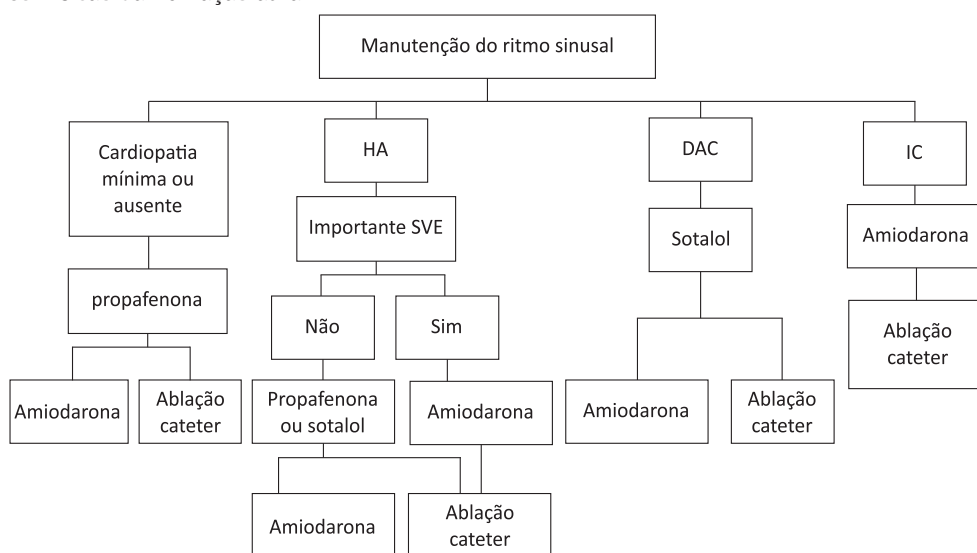 Manutenção do ritmo sinusal
Cardiopatia
mínima ou
ausente
HA
DAC
IC
Importante SVE
Sotalol
Amiodarona
propafenona
Não
Sim
Ablação
cateter
Amiodarona
Ablação
cateter
Propafenona
ou sotalol
Amiodarona
Amiodarona
Ablação
cateter
Amiodarona
Ablação
cateter